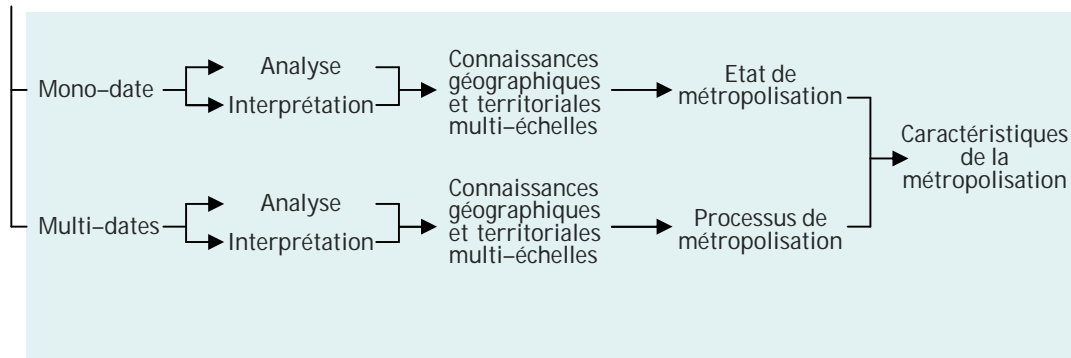 Mono-date
Analyse
Interprétation
Connaissances
géographiques
et territoriales
multi-échelles
Etat de
métropolisation
Caractéristiques
de la
métropolisation
Multi-dates
Analyse
Interprétation
Connaissances
géographiques
et territoriales
multi-échelles
Processus de
métropolisation